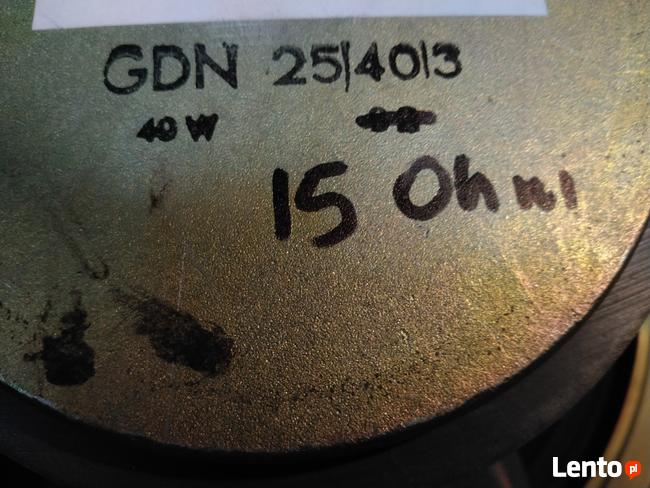 GDN 25/40/3
40 W
15 Ohm
Lento.pl